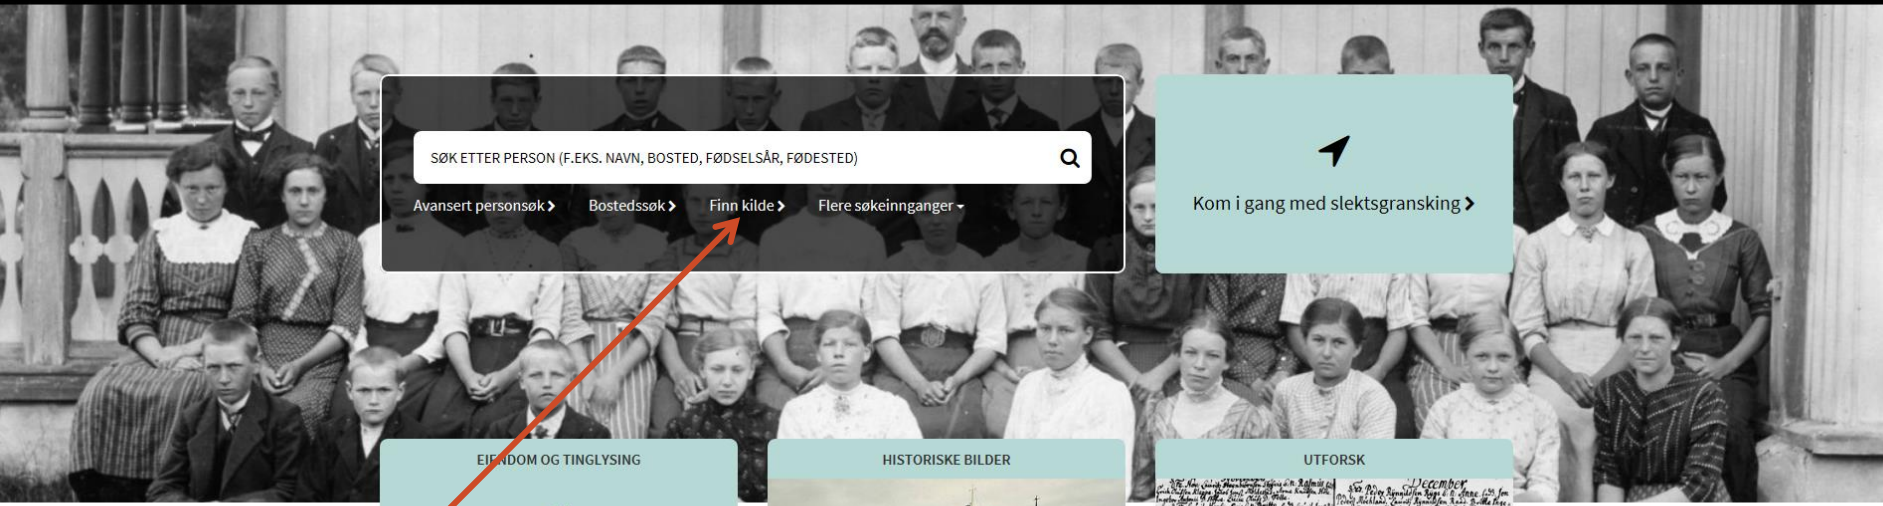 SØK ETTER PERSON (F.EKS. NAVN, BOSTED, FØDSELSÅR, FØDESTED)
Avansert personsøk Bostedssøk Finn kilde Flere søkeinnganger
Kom i gang med slektsgransking
EIENDOM OG TINGLYSING
HISTORISKE BILDER
UTFORSK
December